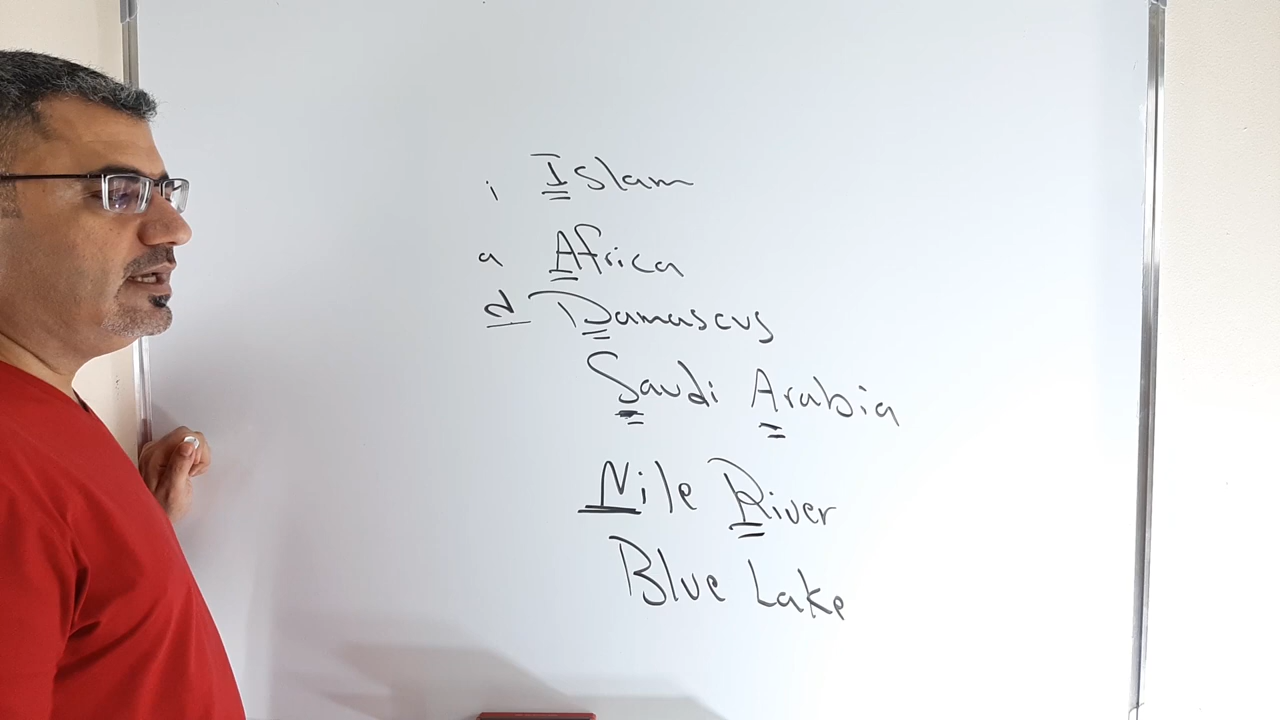 i Islam
a Africa
d Damascus
Saudi Arabia
Nile River
Blue Lake